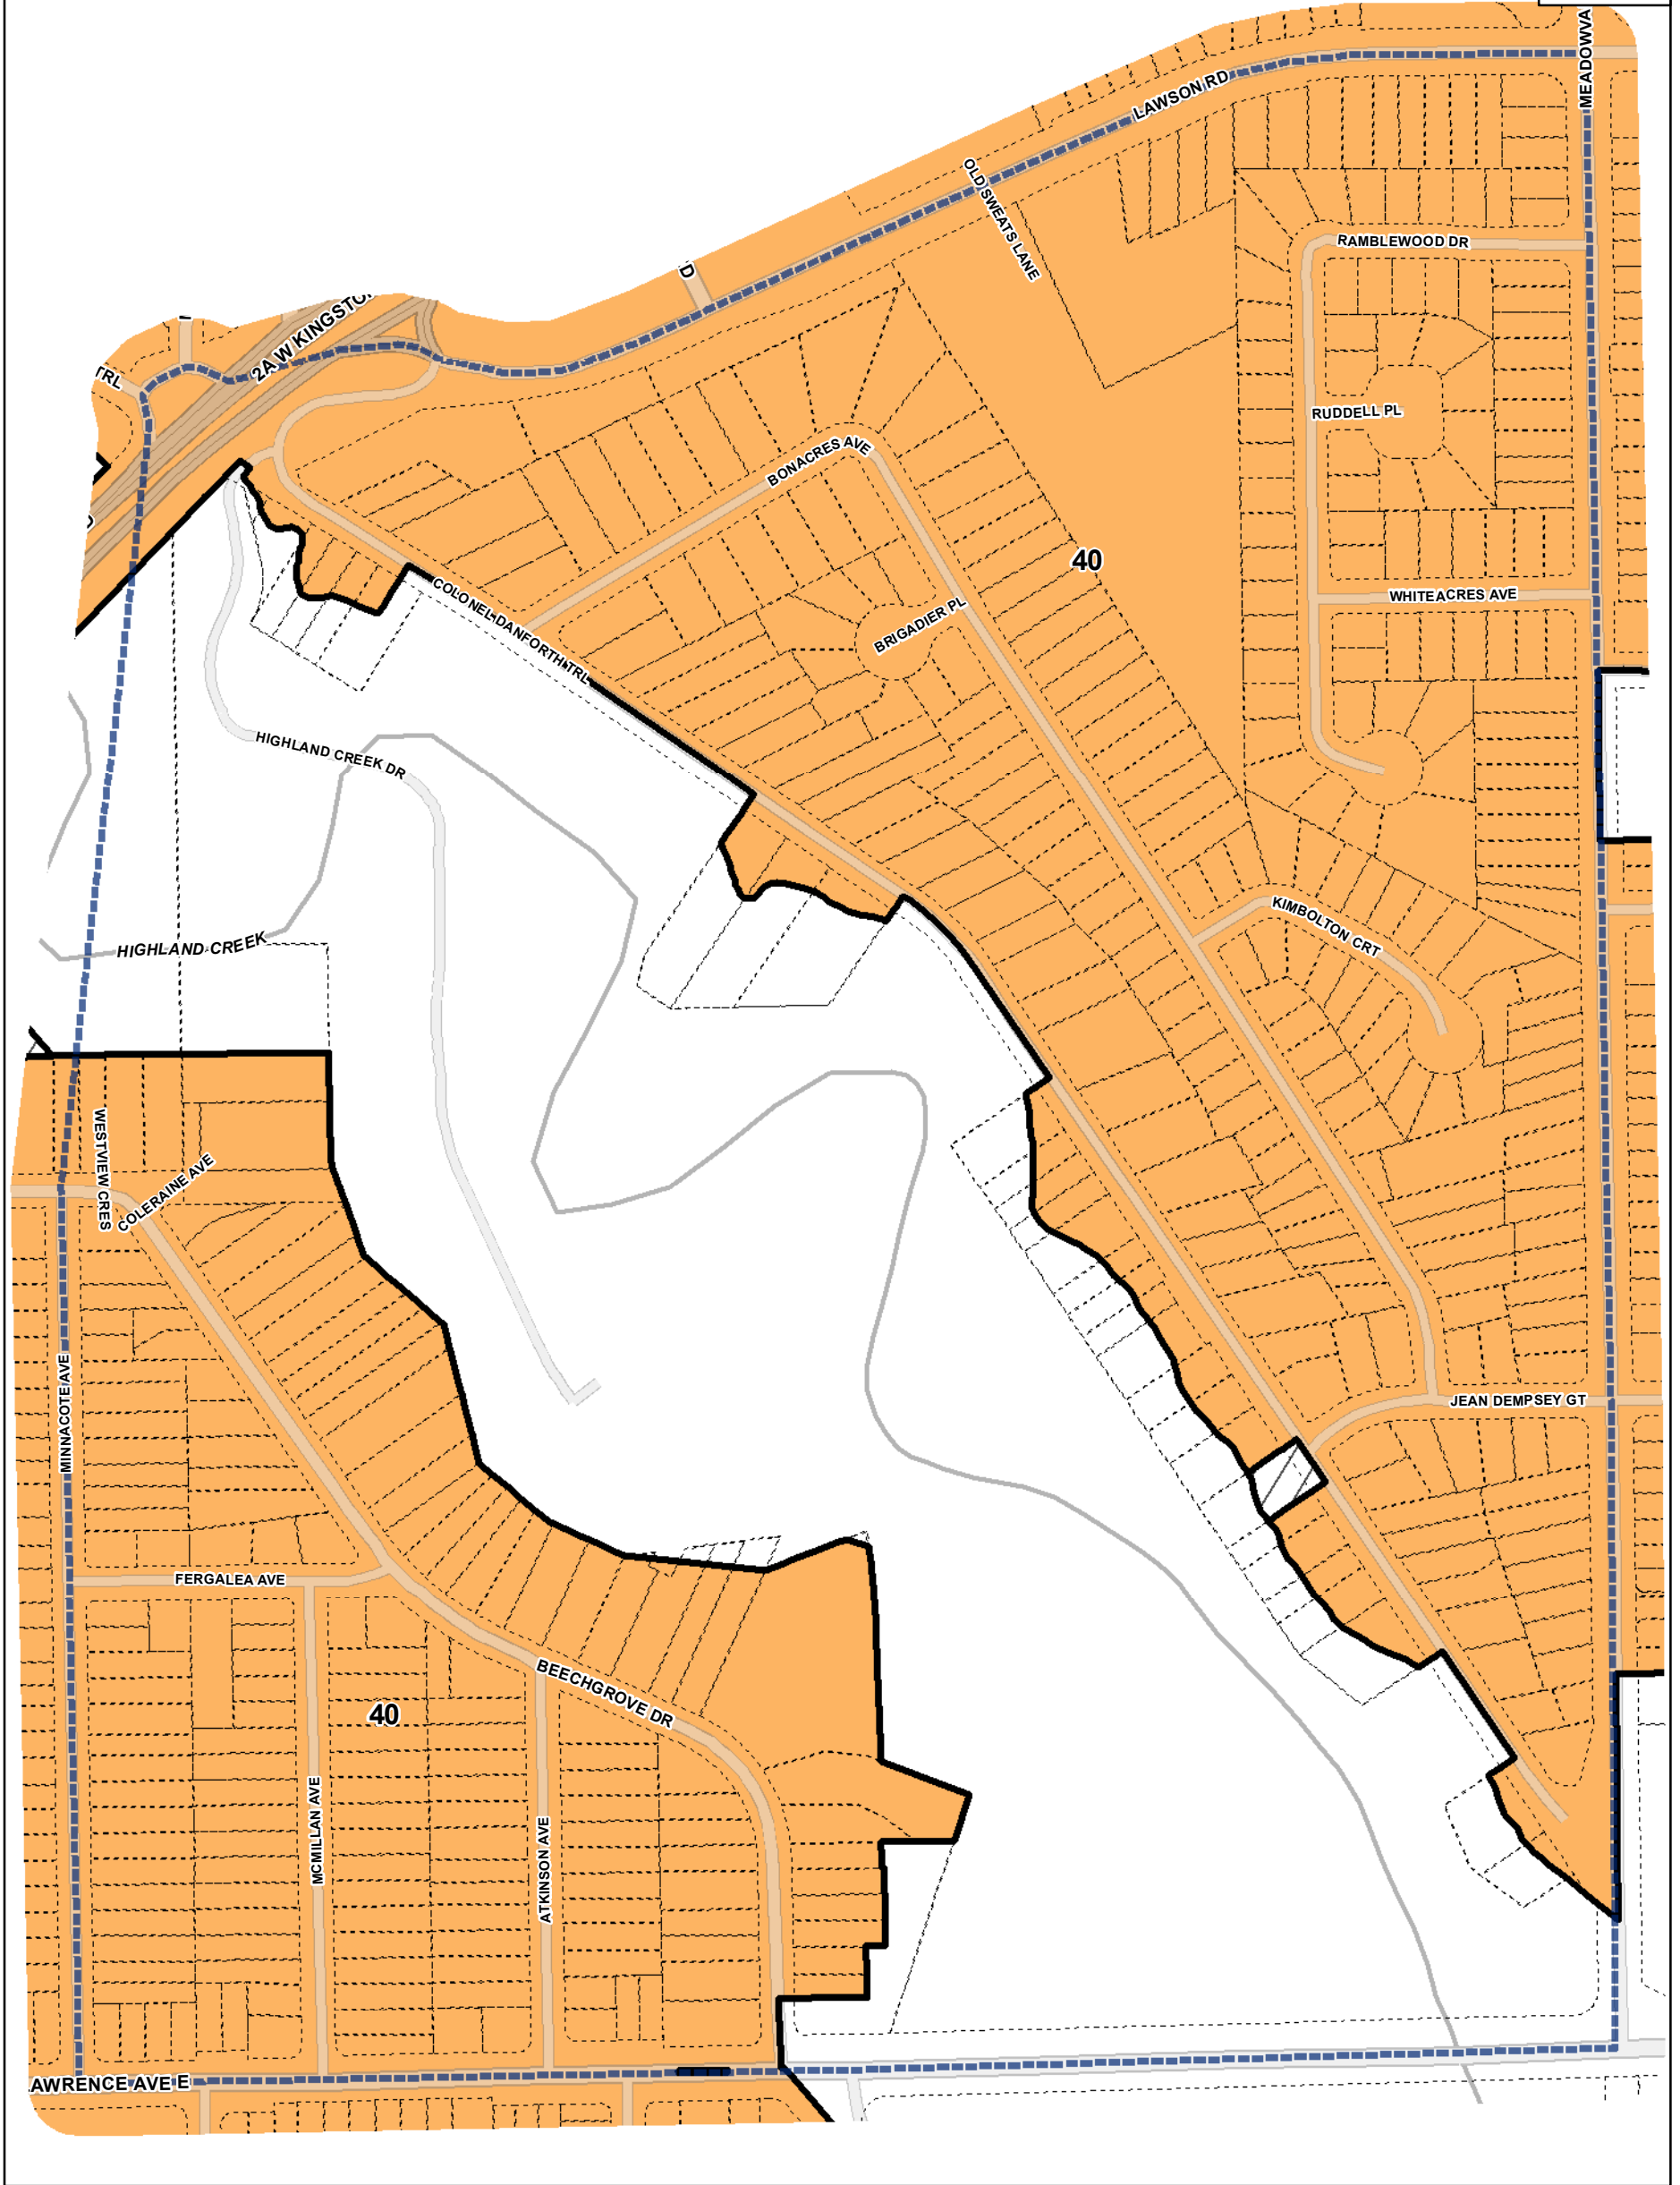 MEADOWVA
LAWSON RD
OLD SWEATS LANE
RAMBLEWOOD DR
D
2A W KINGSTO
TRL
RUDDELL PL
BONACRES AVE
40
COLONEL DANFORTH TRL
WHITEACRES AVE
BRIGADIER PL
HIGHLAND CREEK DR
KIMBOLTON CRT
HIGHLAND CREEK
WESTVIEW CRES
COLERAINE AVE
MINNACOTE AVE
JEAN DEMPSEY GT
FERGALEA AVE
BEECHGROVE DR
40
MCMILLAN AVE
ATKINSON AVE
AWRENCE AVE E